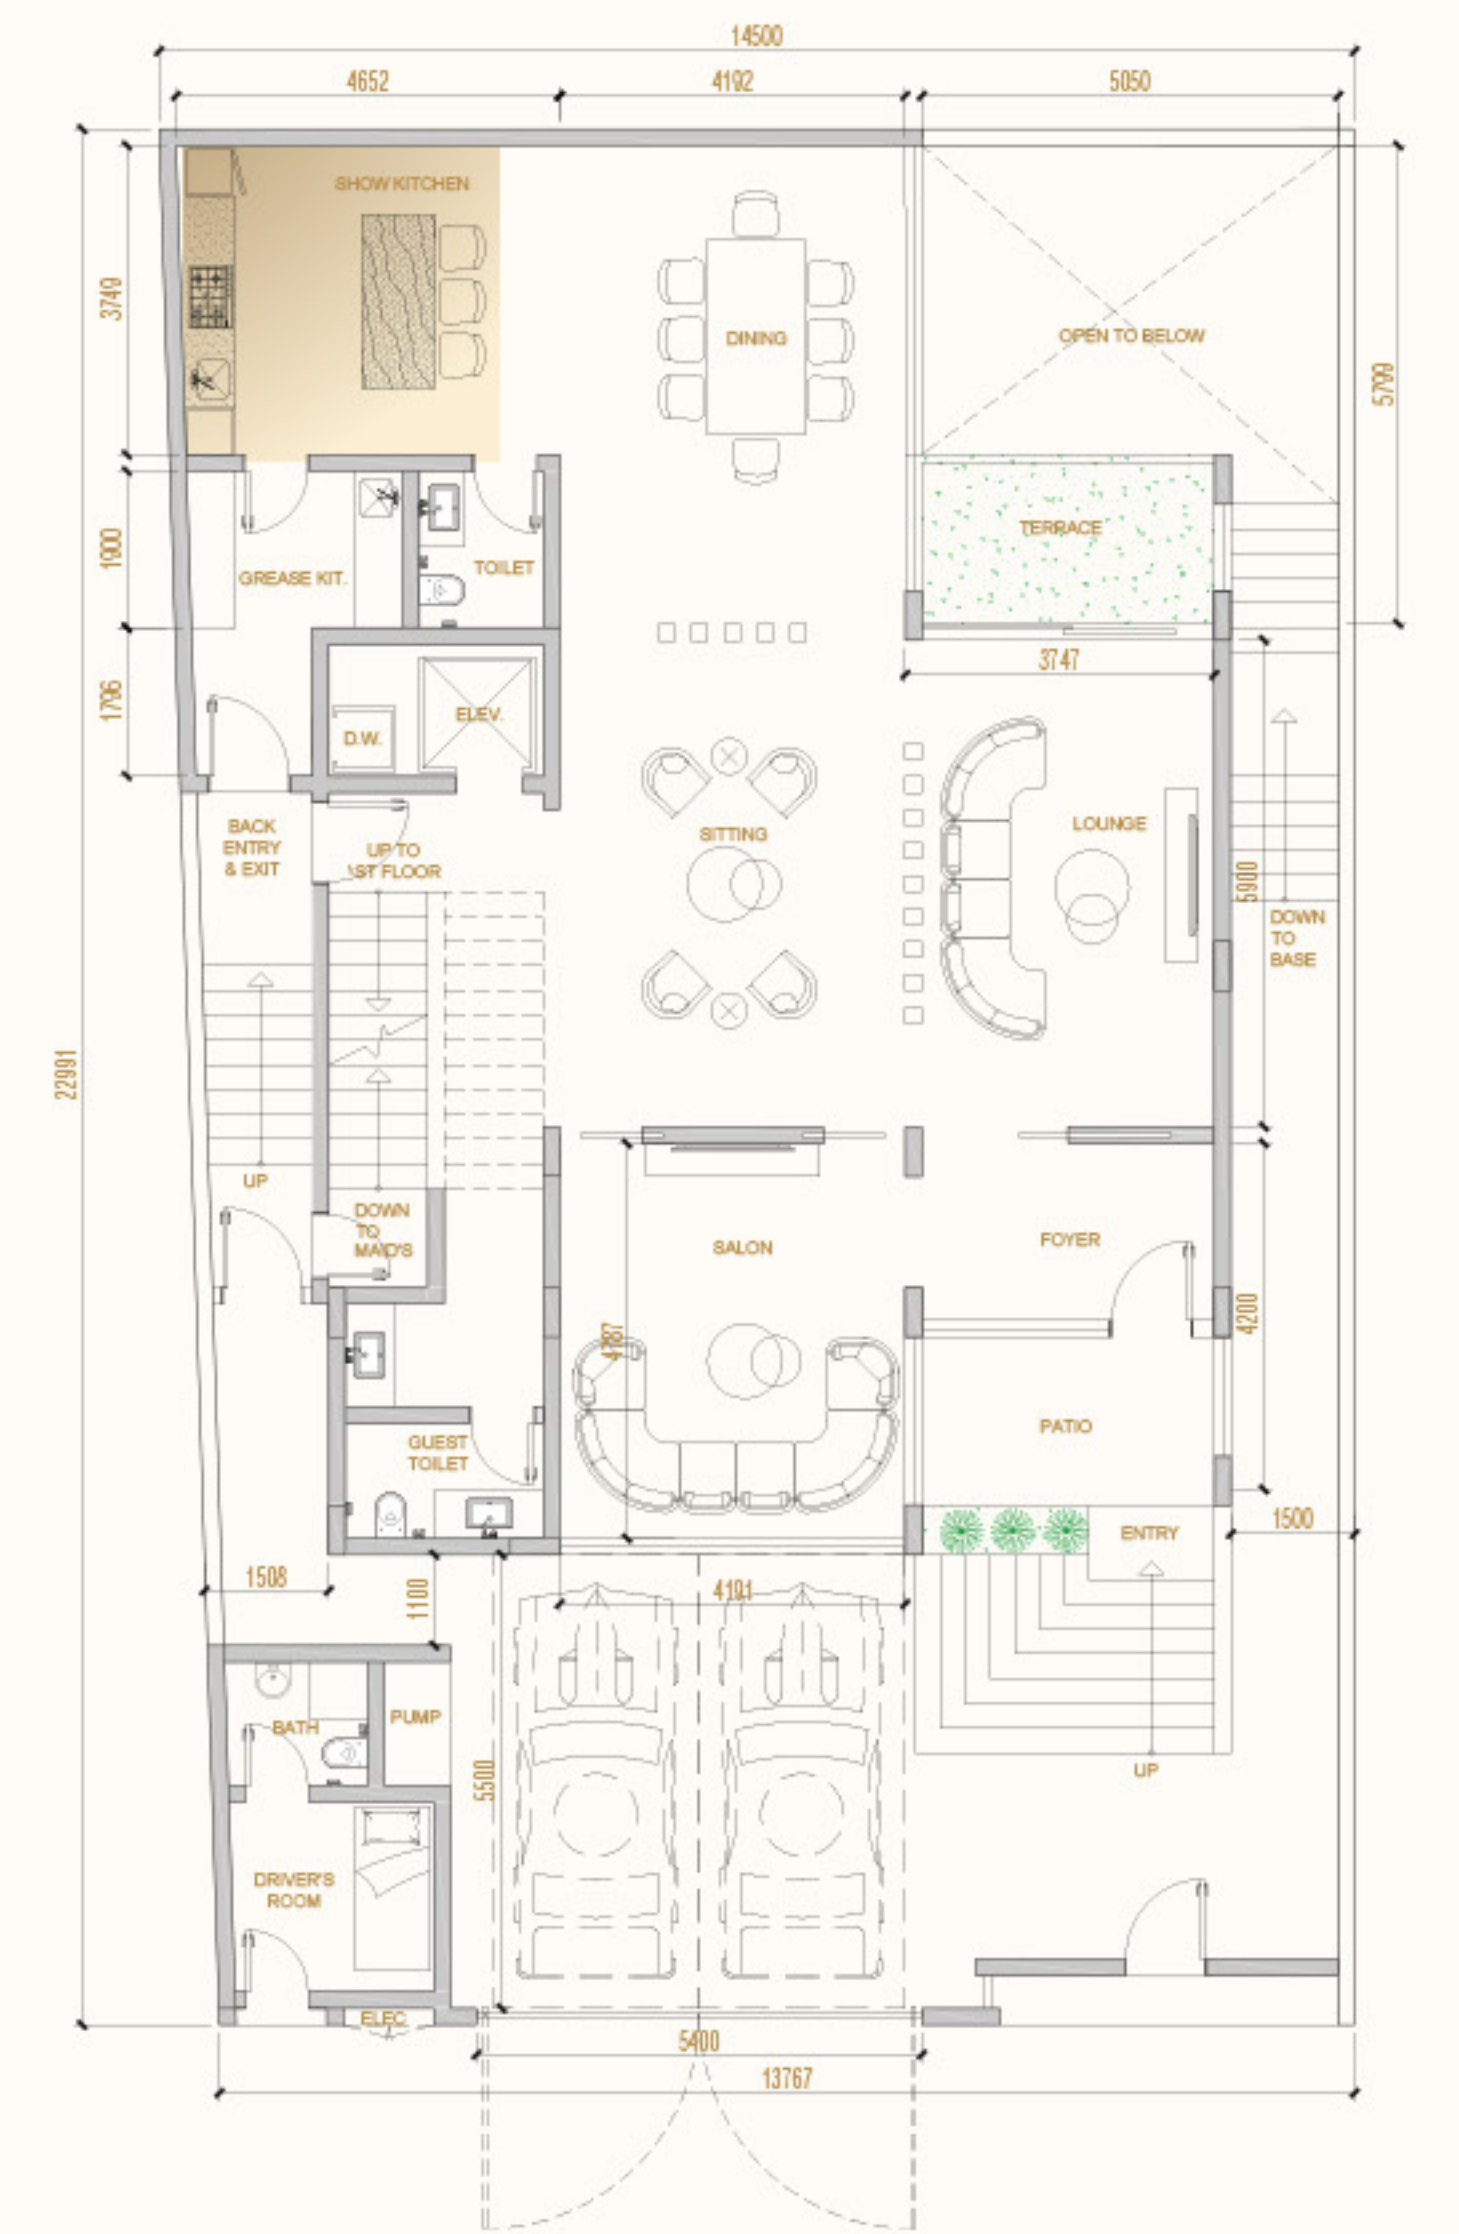 14500
4652
4192
5050
SHOW KITCHEN
3749
DINING
OPEN TO BELOW
5799
TERRACE
1900
GREASE KIT.
TOILET
3747
1796
D.W.
ELEV.
BACK
ENTRY
& EXIT
UP TO
1ST FLOOR
SITTING
LOUNGE
5900
DOWN
TO
BASE
22991
UP
DOWN
TO
MAID'S
SALON
FOYER
4787
4200
PATIO
GUEST
TOILET
ENTRY
1500
1508
1100
4191
BATH
PUMP
UP
5500
DRIVER'S
ROOM
ELEC
5400
13767